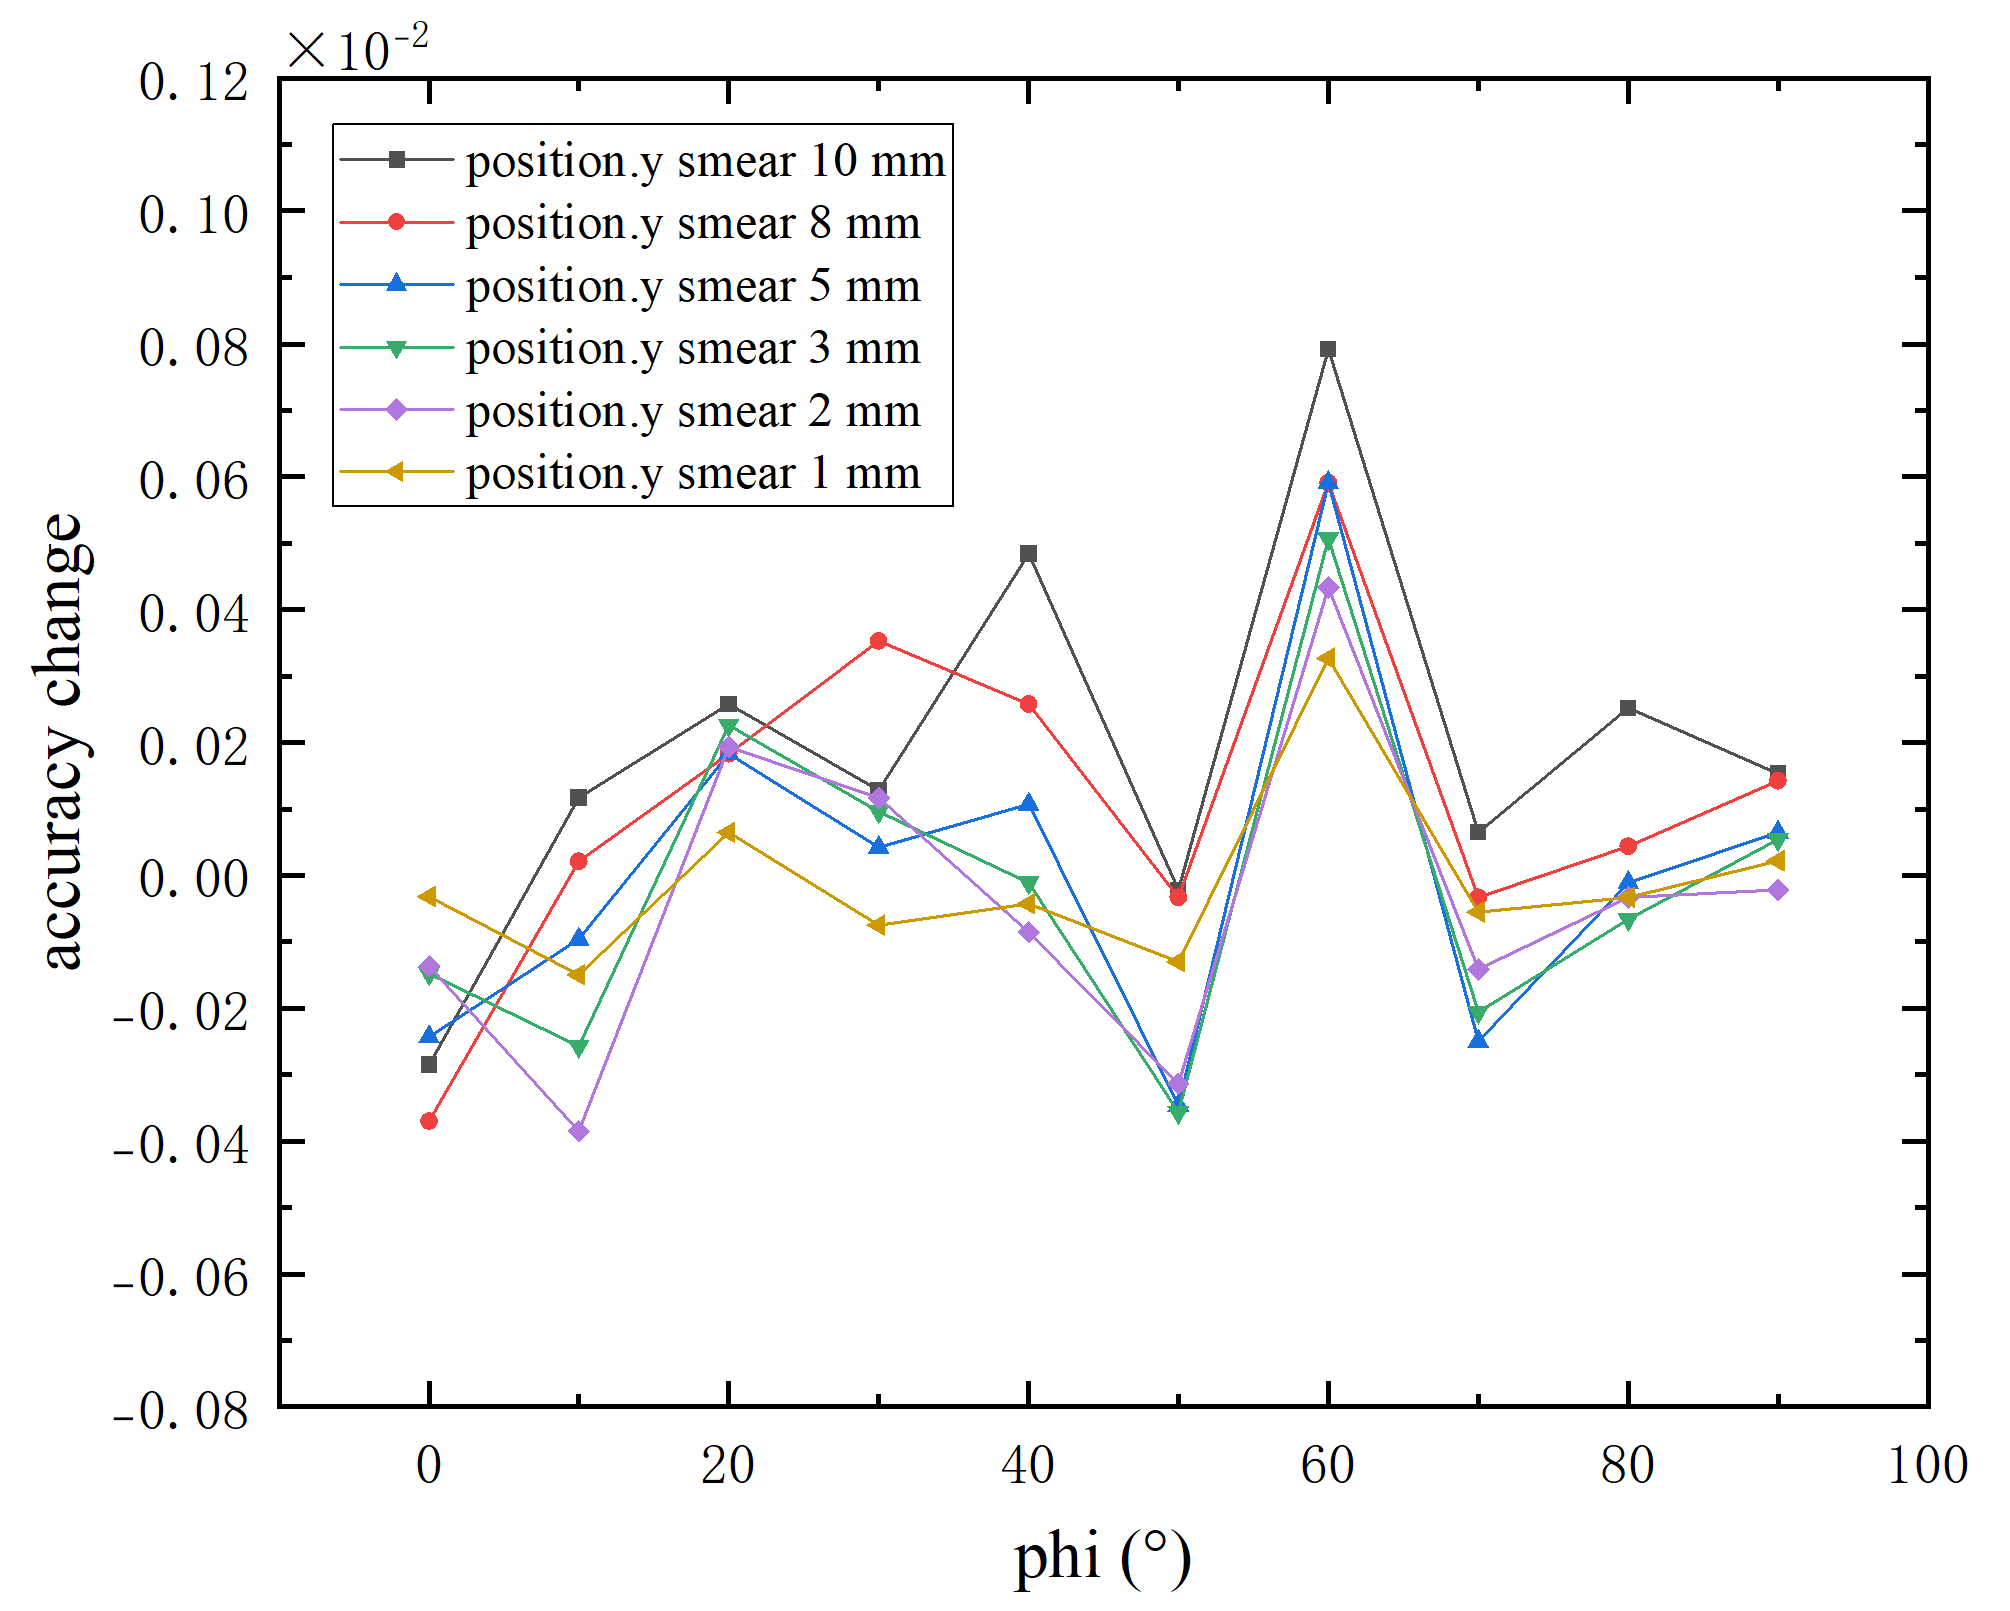 ×10-2
0.12
0.10
0.08
0.06
0.04
0.02
0.00
-0.02
-0.04
-0.06
-0.08
accuracy change
position.y smear 10 mm
position.y smear 8 mm
position.y smear 5 mm
position.y smear 3 mm
position.y smear 2 mm
position.y smear 1 mm
0 20 40 60 80 100
phi (°)